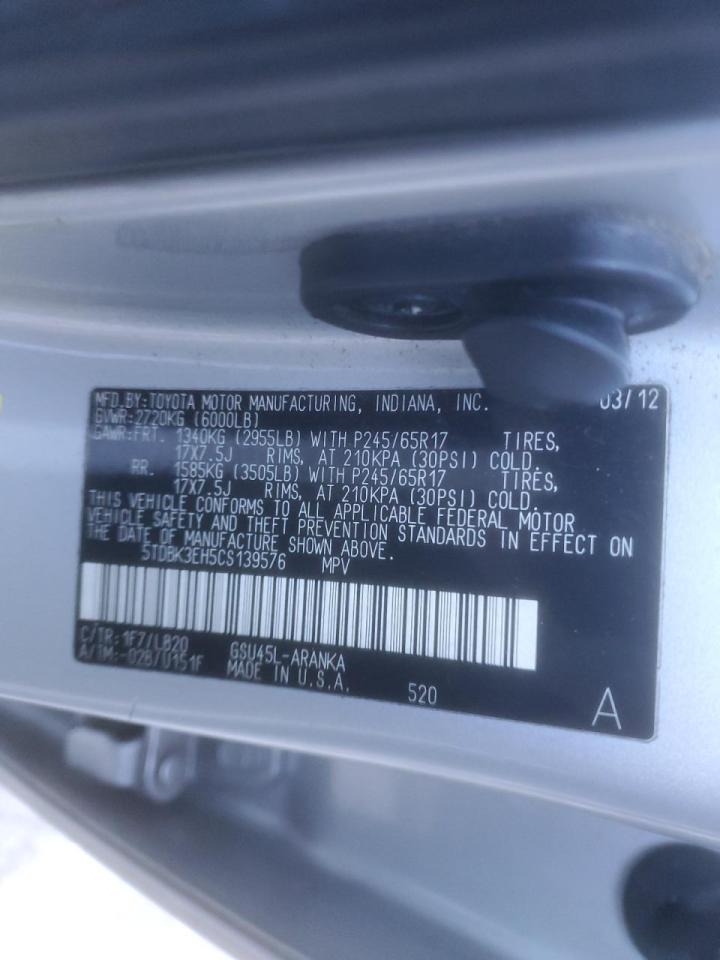 MFD.BY:TOYOTA MOTOR MANUFACTURING, INDIANA, INC. 03/12
GVWR:2720KG (6000LB)
GAWR:FRT. 1340KG (2955LB) WITH P245/65R17 TIRES,
17X7.5J RIMS, AT 210KPA (30PSI) COLD.
RR. 1585KG (3505LB) WITH P245/65R17 TIRES,
17X7.5J RIMS, AT 210KPA (30PSI) COLD.
THIS VEHICLE CONFORMS TO ALL APPLICABLE FEDERAL MOTOR
VEHICLE SAFETY AND THEFT PREVENTION STANDARDS IN EFFECT ON
THE DATE OF MANUFACTURE SHOWN ABOVE.
5TDBK3EH5CS139576 MPV
C/TR:1F7/LB20 GSU45L-ARANKA
A/TM:-02B/U151F MADE IN U.S.A. 520
A